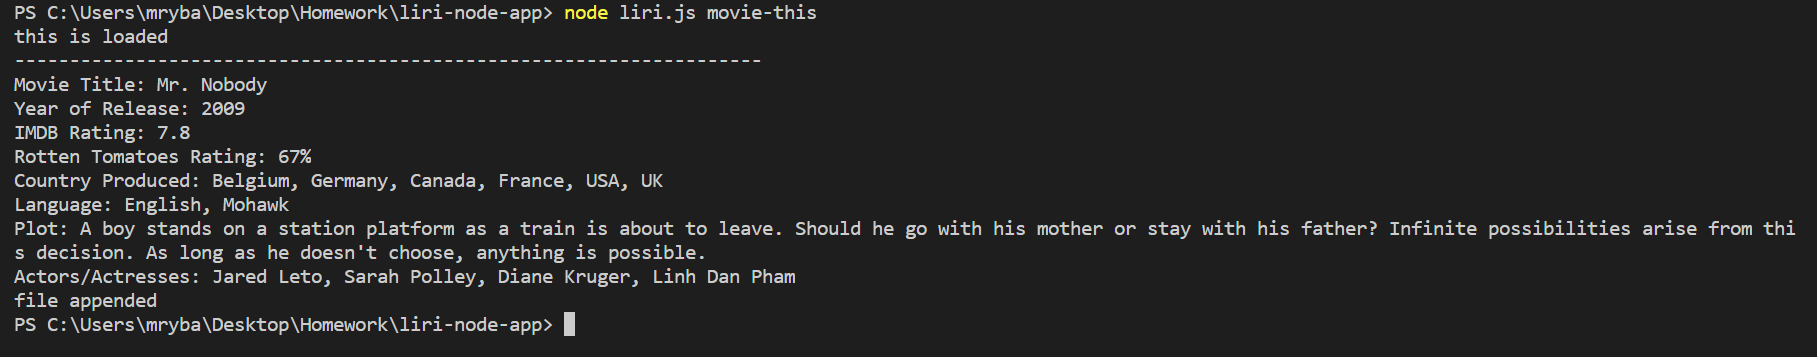 PS C:\Users\mryba\Desktop\Homework\liri-node-app> node liri.js movie-this
this is loaded
--------------------------------------------------------------------
Movie Title: Mr. Nobody
Year of Release: 2009
IMDB Rating: 7.8
Rotten Tomatoes Rating: 67%
Country Produced: Belgium, Germany, Canada, France, USA, UK
Language: English, Mohawk
Plot: A boy stands on a station platform as a train is about to leave. Should he go with his mother or stay with his father? Infinite possibilities arise from thi
s decision. As long as he doesn't choose, anything is possible.
Actors/Actresses: Jared Leto, Sarah Polley, Diane Kruger, Linh Dan Pham
file appended
PS C:\Users\mryba\Desktop\Homework\liri-node-app>